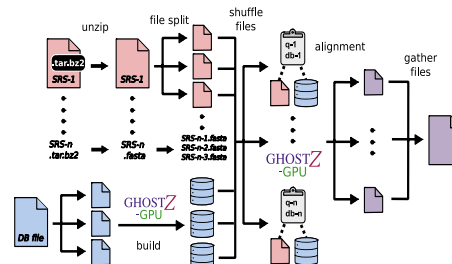 unzip
file split
shuffle
files
alignment
gather
files
.tar.bz2
SRS-1
SRS-1
q-1
db-1
SRS-n
.tar.bz2
SRS-n
.fasta
SRS-n-1.fasta
SRS-n-2.fasta
SRS-n-3.fasta
GHOSTZ
-GPU
DB file
GHOSTZ
-GPU
build
q-n
db-n